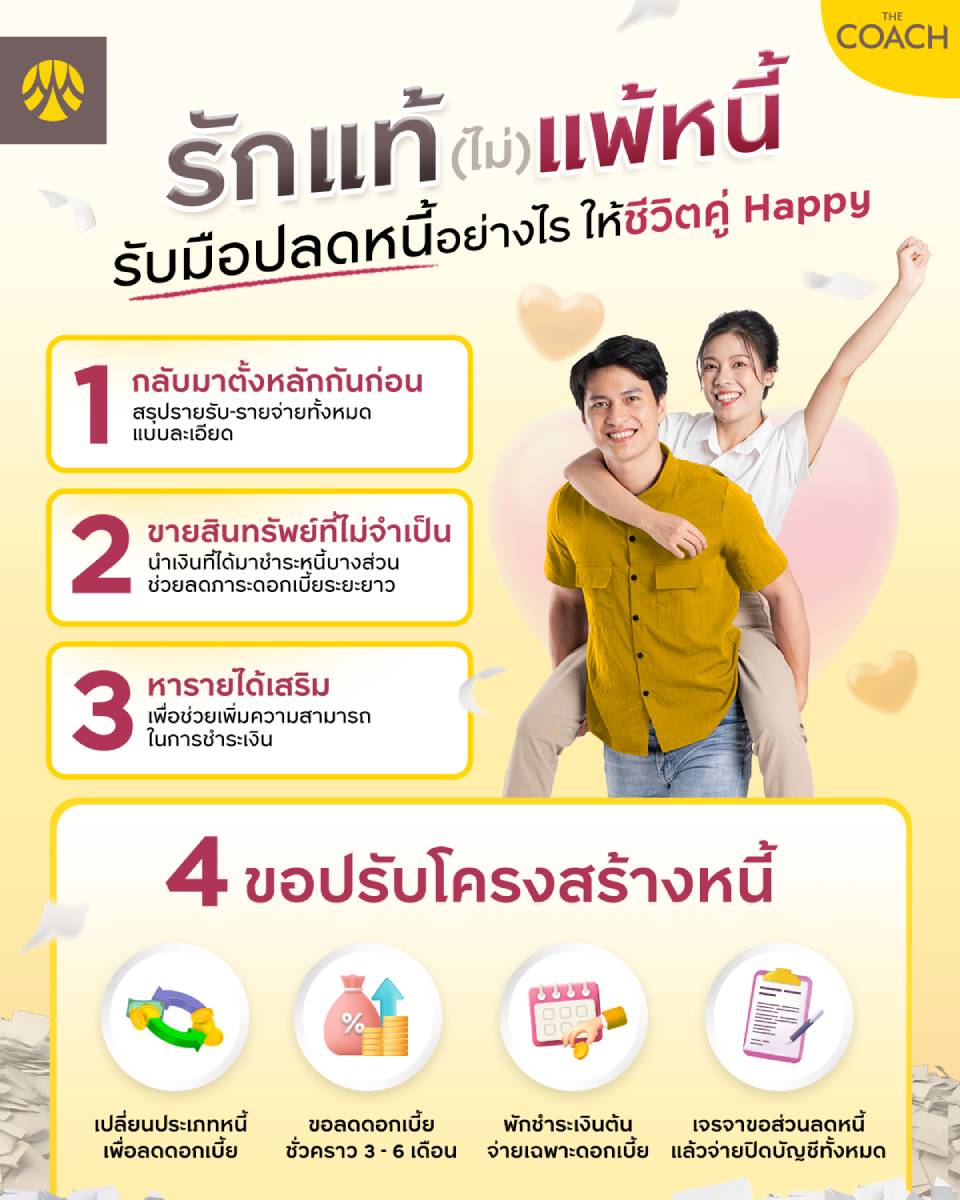 THE
COACH
รักแท้(ไม่)แพ้หนี้
รับมือปลดหนี้อย่างไร ให้ชีวิตคู่ Happy
1 กลับมาตั้งหลักกันก่อน
สรุปรายรับ-รายจ่ายทั้งหมด
แบบละเอียด
2 ขายสินทรัพย์ที่ไม่จำเป็น
นำเงินที่ได้มาชำระหนี้บางส่วน
ช่วยลดภาระดอกเบี้ยระยะยาว
3 หารายได้เสริม
เพื่อช่วยเพิ่มความสามารถ
ในการชำระเงิน
4 ขอปรับโครงสร้างหนี้
%
เปลี่ยนประเภทหนี้
เพื่อลดดอกเบี้ย
ขอลดดอกเบี้ย
ชั่วคราว 3 - 6 เดือน
พักชำระเงินต้น
จ่ายเฉพาะดอกเบี้ย
เจรจาขอส่วนลดหนี้
แล้วจ่ายปิดบัญชีทั้งหมด